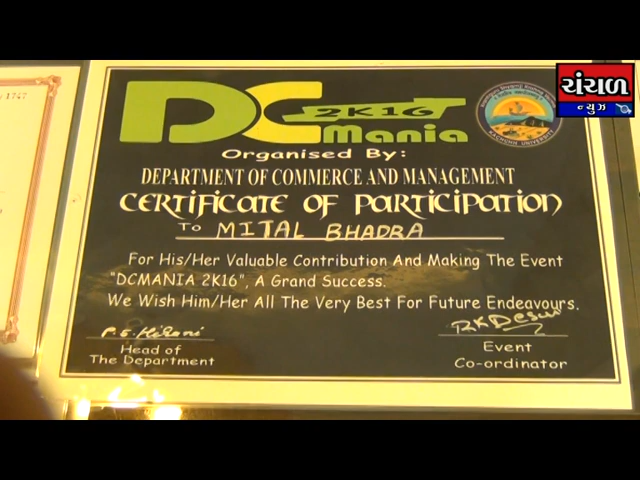 ચંચાળ
ન્યુઝ
DC 2K16
Mania
Organised By:
DEPARTMENT OF COMMERCE AND MANAGEMENT
CERTIFICATE OF PARTICIPATION
To MITAL BHADRA
For His/Her Valuable Contribution And Making The Event
"DCMANIA 2K16", A Grand Success.
We Wish Him/Her All The Very Best For Future Endeavours.
Head of
The Department
Event
Co-ordinator
KACHCHH UNIVERSITY